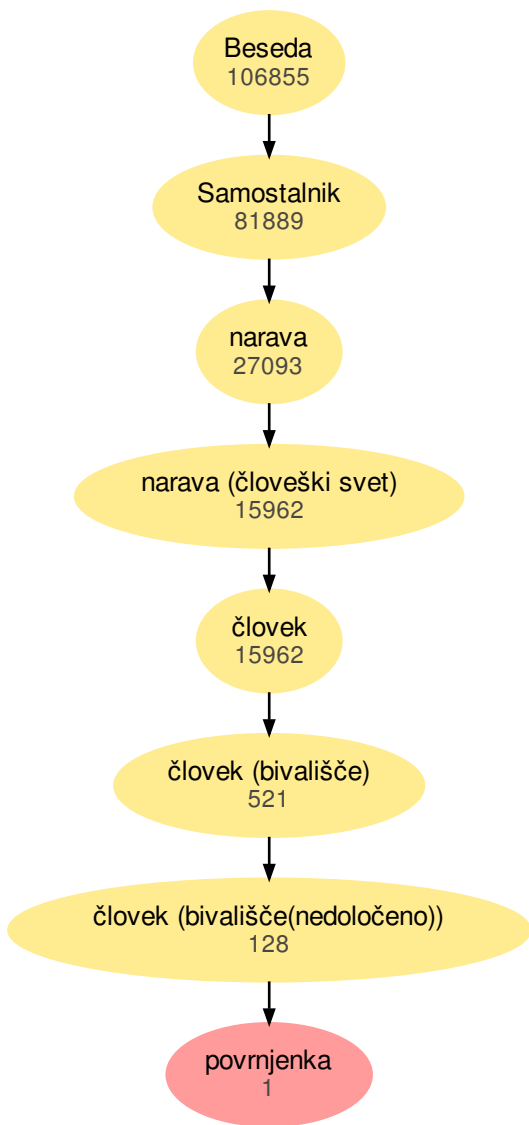 Beseda
106855
Samostalnik
81889
narava
27093
narava (človeški svet)
15962
človek
15962
človek (bivališče)
521
človek (bivališče(nedoločeno))
128
povrnjenka
1